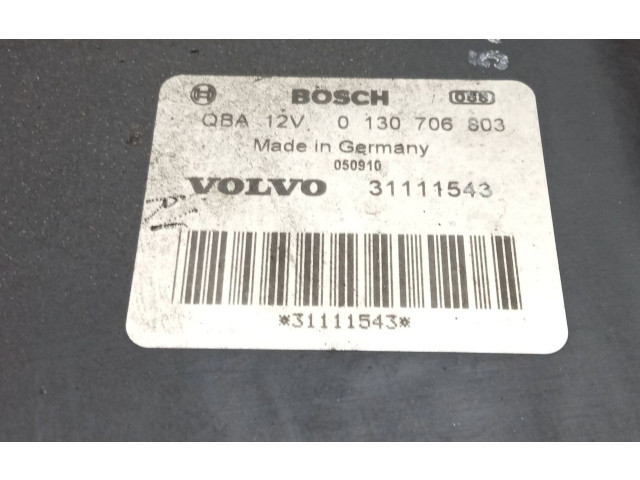 BOSCH
QBA 12V 0 130 706 803
Made in Germany
050910
VOLVO 31111543
*31111543*